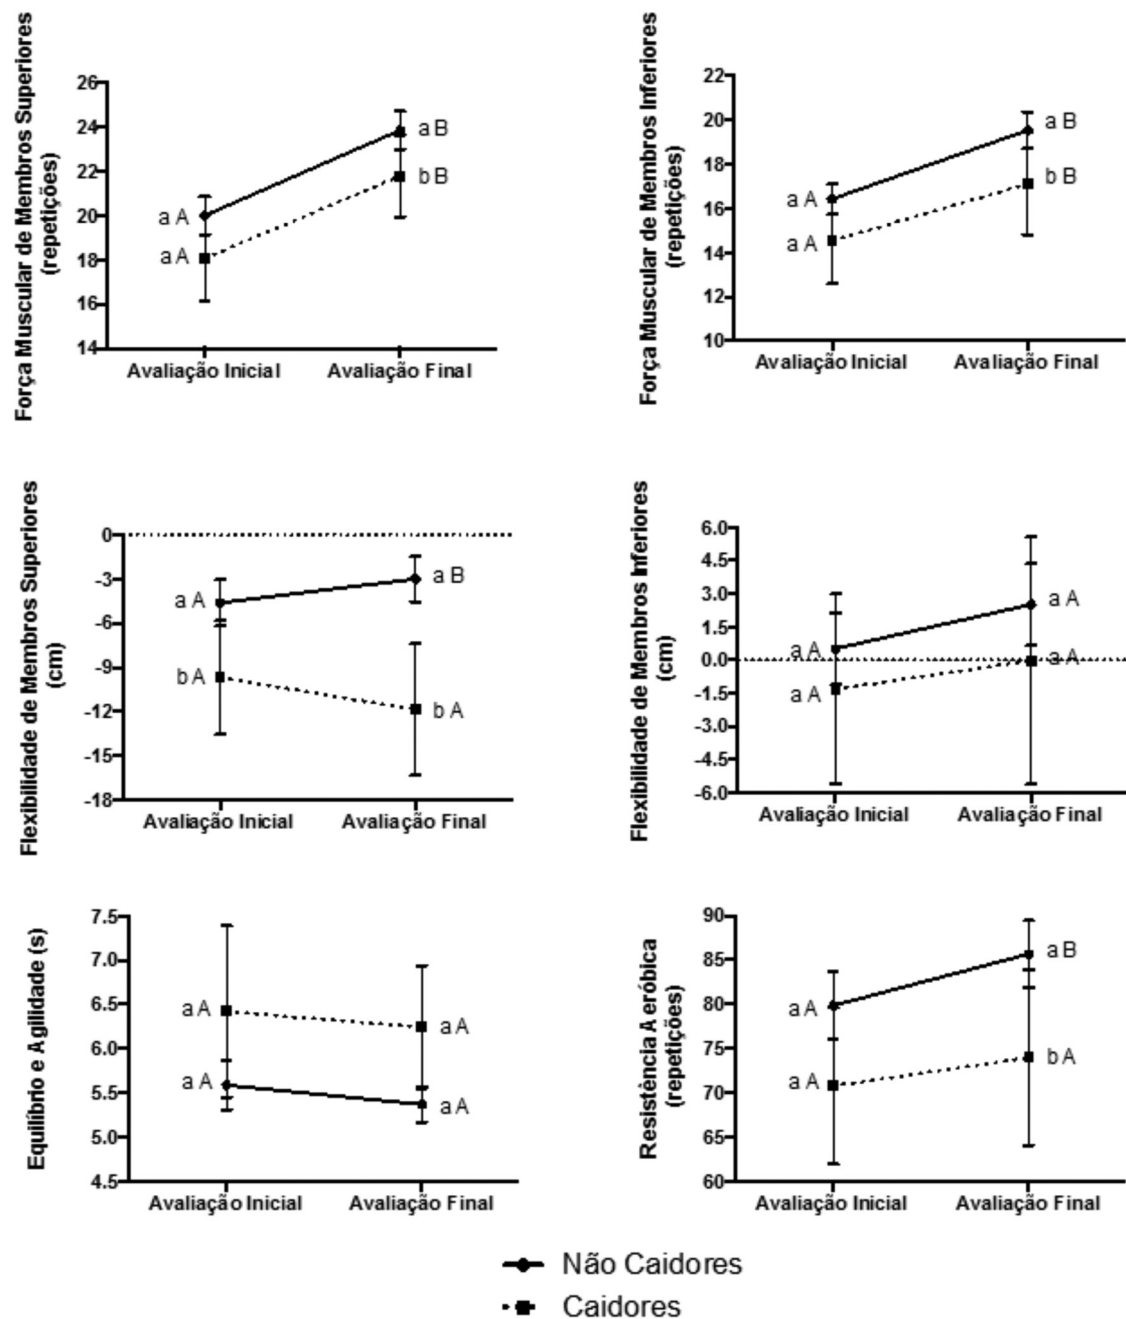 Força Muscular de Membros Superiores
(repetições)
26
24
22
20
18
16
14
a A
a A
a B
b B
Avaliação Inicial
Avaliação Final
Força Muscular de Membros Inferiores
(repetições)
22
20
18
16
14
12
10
a A
a A
a B
b B
Avaliação Inicial
Avaliação Final
Flexibilidade de Membros Superiores
(cm)
0
-3
-6
-9
-12
-15
-18
a A
b A
a B
b A
Avaliação Inicial
Avaliação Final
Flexibilidade de Membros Inferiores
(cm)
6.0
4.5
3.0
1.5
0.0
-1.5
-3.0
-4.5
-6.0
a A
a A
a A
a A
Avaliação Inicial
Avaliação Final
Equilíbrio e Agilidade (s)
7.5
7.0
6.5
6.0
5.5
5.0
4.5
a A
a A
a A
a A
Avaliação Inicial
Avaliação Final
Resistência Aeróbica
(repetições)
90
85
80
75
70
65
60
a A
a A
a B
b A
Avaliação Inicial
Avaliação Final
Não Caidores
Caidores